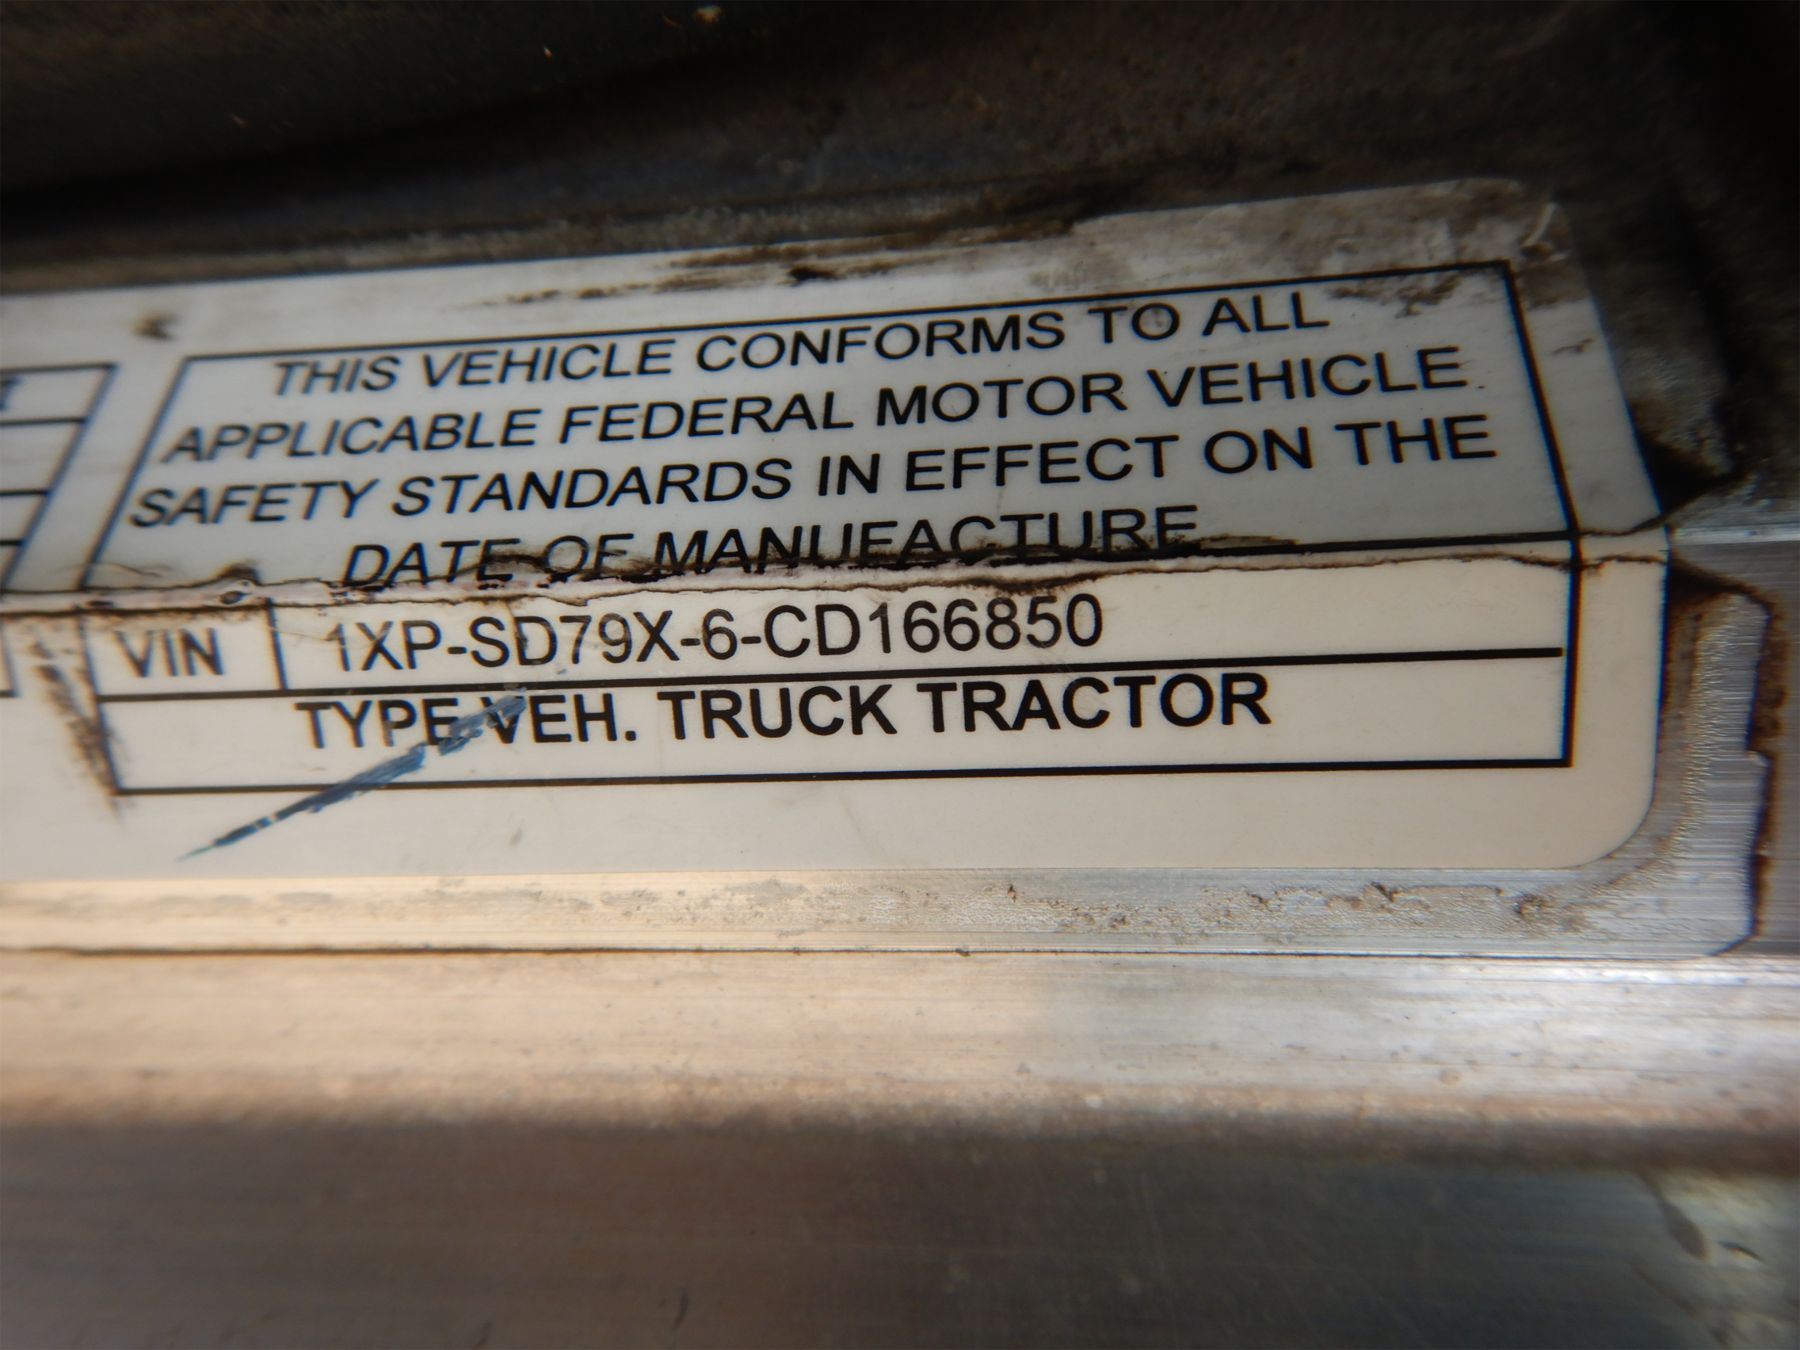 THIS VEHICLE CONFORMS TO ALL
APPLICABLE FEDERAL MOTOR VEHICLE
SAFETY STANDARDS IN EFFECT ON THE
DATE OF MANUFACTURE
VIN 1XP-SD79X-6-CD166850
TYPE VEH. TRUCK TRACTOR